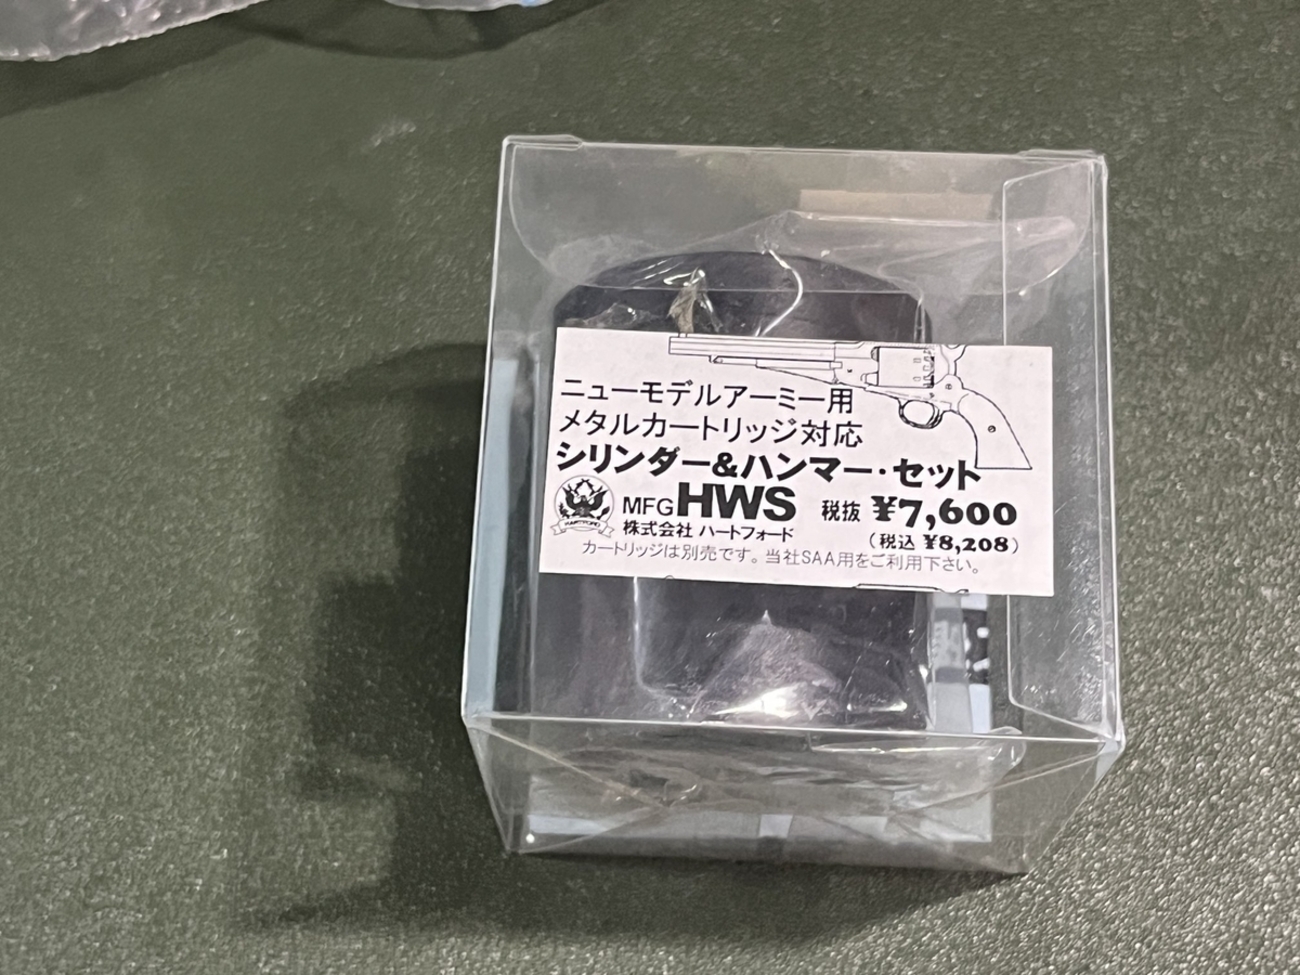 ニューモデルアーミー用
メタルカートリッジ対応
シリンダー&ハンマー・セット
HARTFORD
MFG HWS 税抜 ¥7,600
株式会社 ハートフォード (税込 ¥8,208)
カートリッジは別売です。当社SAA用をご利用下さい。